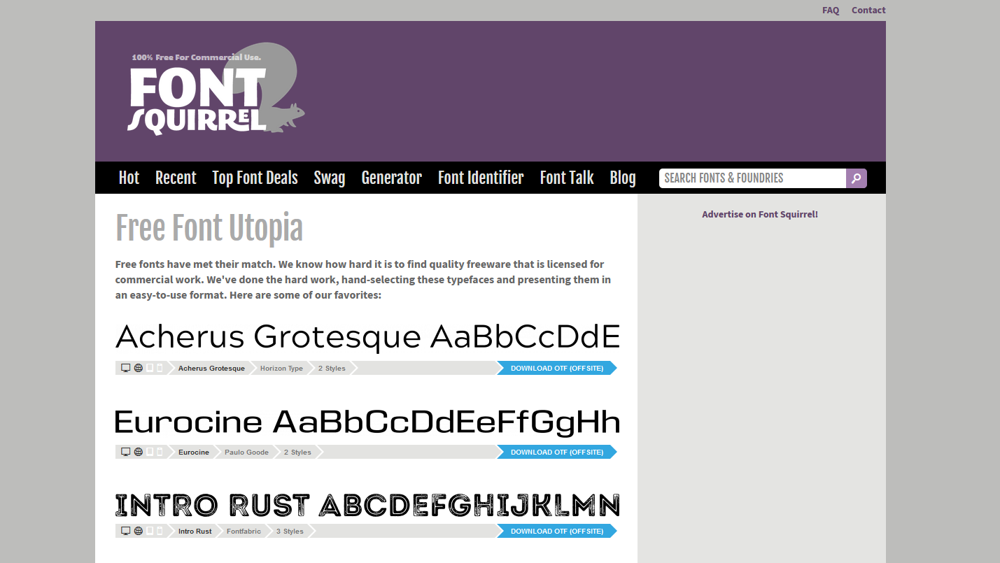 FAQ Contact
100% Free For Commercial Use.
FONT
SQUIRREL
Hot Recent Top Font Deals Swag Generator Font Identifier Font Talk Blog SEARCH FONTS & FOUNDRIES
Advertise on Font Squirrel!
Free Font Utopia
Free fonts have met their match. We know how hard it is to find quality freeware that is licensed for
commercial work. We've done the hard work, hand-selecting these typefaces and presenting them in
an easy-to-use format. Here are some of our favorites:
Acherus Grotesque AaBbCcDdE
Acherus Grotesque Horizon Type 2 Styles DOWNLOAD OTF (OFFSITE)
Eurocine AaBbCcDdEeFfGgHh
Eurocine Paulo Goode 2 Styles DOWNLOAD OTF (OFFSITE)
INTRO RUST ABCDEFGHIJKLMN
Intro Rust Fontfabric 3 Styles DOWNLOAD OTF (OFFSITE)